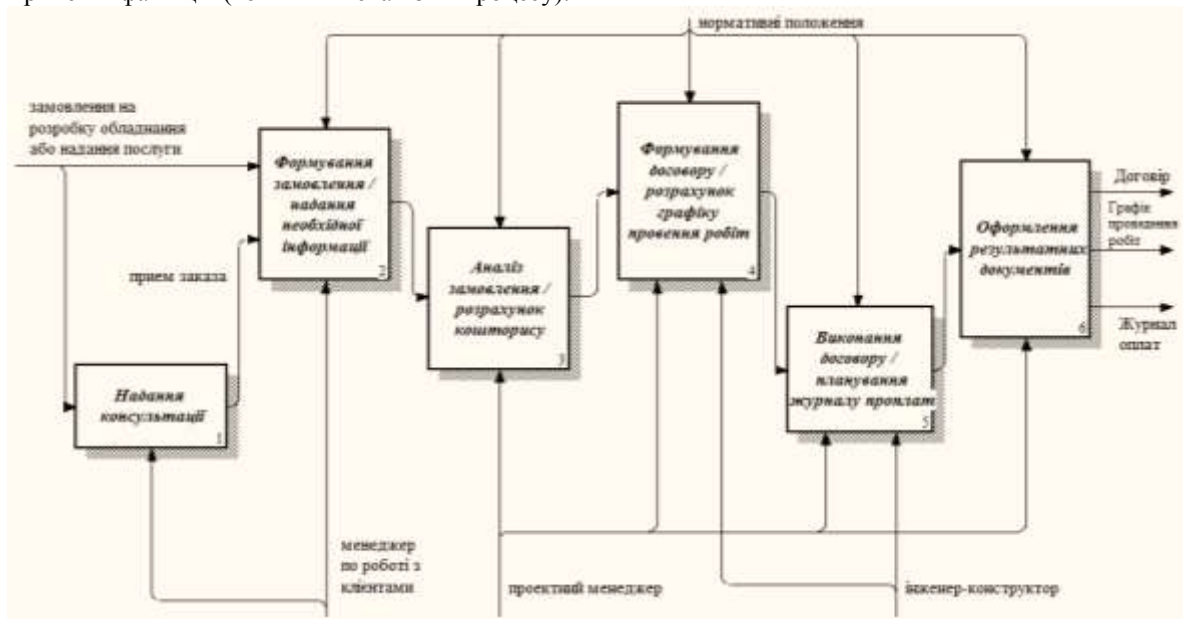 нормативні положення
замовлення на
розробку обладнання
або надання послуги
Формування
замовлення /
надання
необхідної
інформації
2
Формування
договору /
розрахунок
графіку
провення робіт
4
Оформлення
результатних
документів
6
Договір
Графік
проведення
робіт
Журнал
оплат
прием заказа
Аналіз
замовлення /
розрахунок
кошторису
3
Виконання
договору /
планування
журналу проплат
5
Надання
консультації
1
менеджер
по роботі з
клієнтами
проектний менеджер
інженер-конструктор